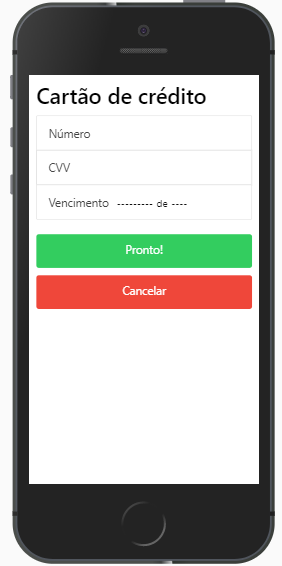 Cartão de crédito
Número
CVV
Vencimento --------- de ----
Pronto!
Cancelar